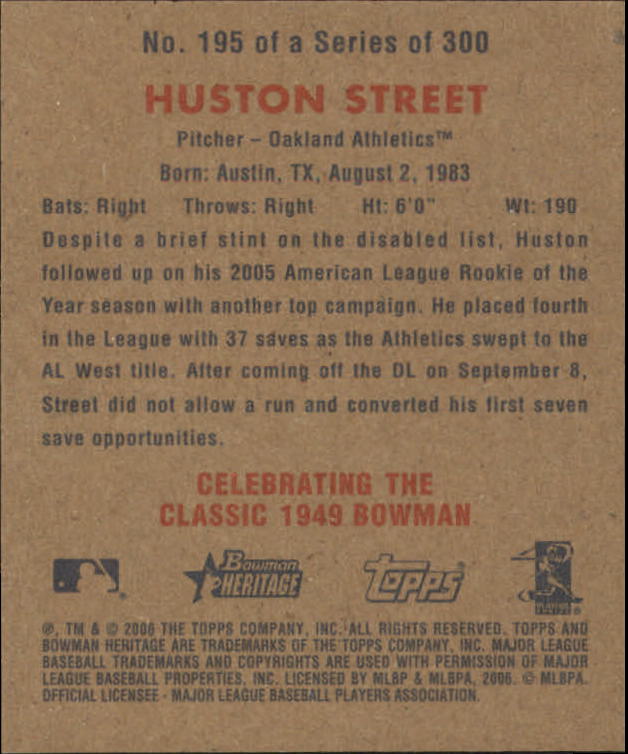 No. 195 of a Series of 300
HUSTON STREET
Pitcher – Oakland Athletics™
Born: Austin, TX, August 2, 1983
Bats: Right Throws: Right Ht: 6'0" Wt: 190
Despite a brief stint on the disabled list, Huston
followed up on his 2005 American League Rookie of the
Year season with another top campaign. He placed fourth
in the League with 37 saves as the Athletics swept to the
AL West title. After coming off the DL on September 8,
Street did not allow a run and converted his first seven
save opportunities.
CELEBRATING THE
CLASSIC 1949 BOWMAN
Bowman
HERITAGE
Topps
®, TM & © 2006 THE TOPPS COMPANY, INC. ALL RIGHTS RESERVED. TOPPS AND
BOWMAN HERITAGE ARE TRADEMARKS OF THE TOPPS COMPANY, INC. MAJOR LEAGUE
BASEBALL TRADEMARKS AND COPYRIGHTS ARE USED WITH PERMISSION OF MAJOR
LEAGUE BASEBALL PROPERTIES, INC. LICENSED BY MLBP & MLBPA, 2006. © MLBPA.
OFFICIAL LICENSEE - MAJOR LEAGUE BASEBALL PLAYERS ASSOCIATION.